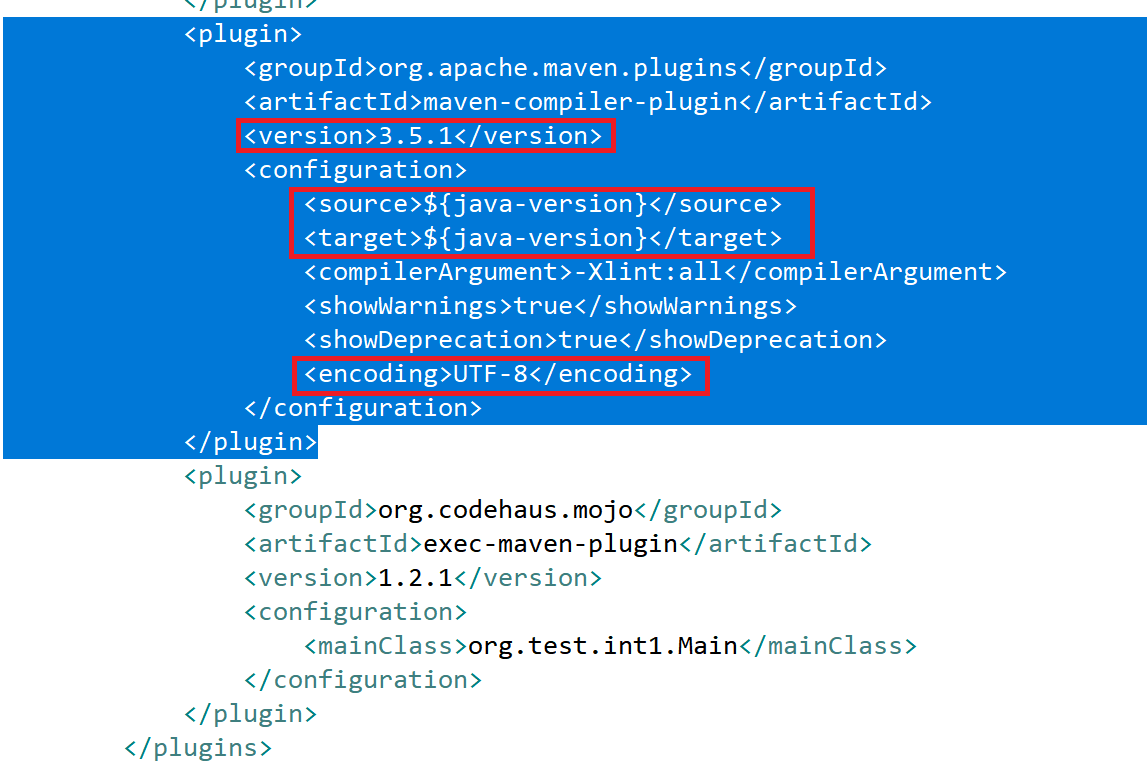 </plugin>
<plugin>
<groupId>org.apache.maven.plugins</groupId>
<artifactId>maven-compiler-plugin</artifactId>
<version>3.5.1</version>
<configuration>
<source>${java-version}</source>
<target>${java-version}</target>
<compilerArgument>-Xlint:all</compilerArgument>
<showWarnings>true</showWarnings>
<showDeprecation>true</showDeprecation>
<encoding>UTF-8</encoding>
</configuration>
</plugin>
<plugin>
<groupId>org.codehaus.mojo</groupId>
<artifactId>exec-maven-plugin</artifactId>
<version>1.2.1</version>
<configuration>
<mainClass>org.test.int1.Main</mainClass>
</configuration>
</plugin>
</plugins>